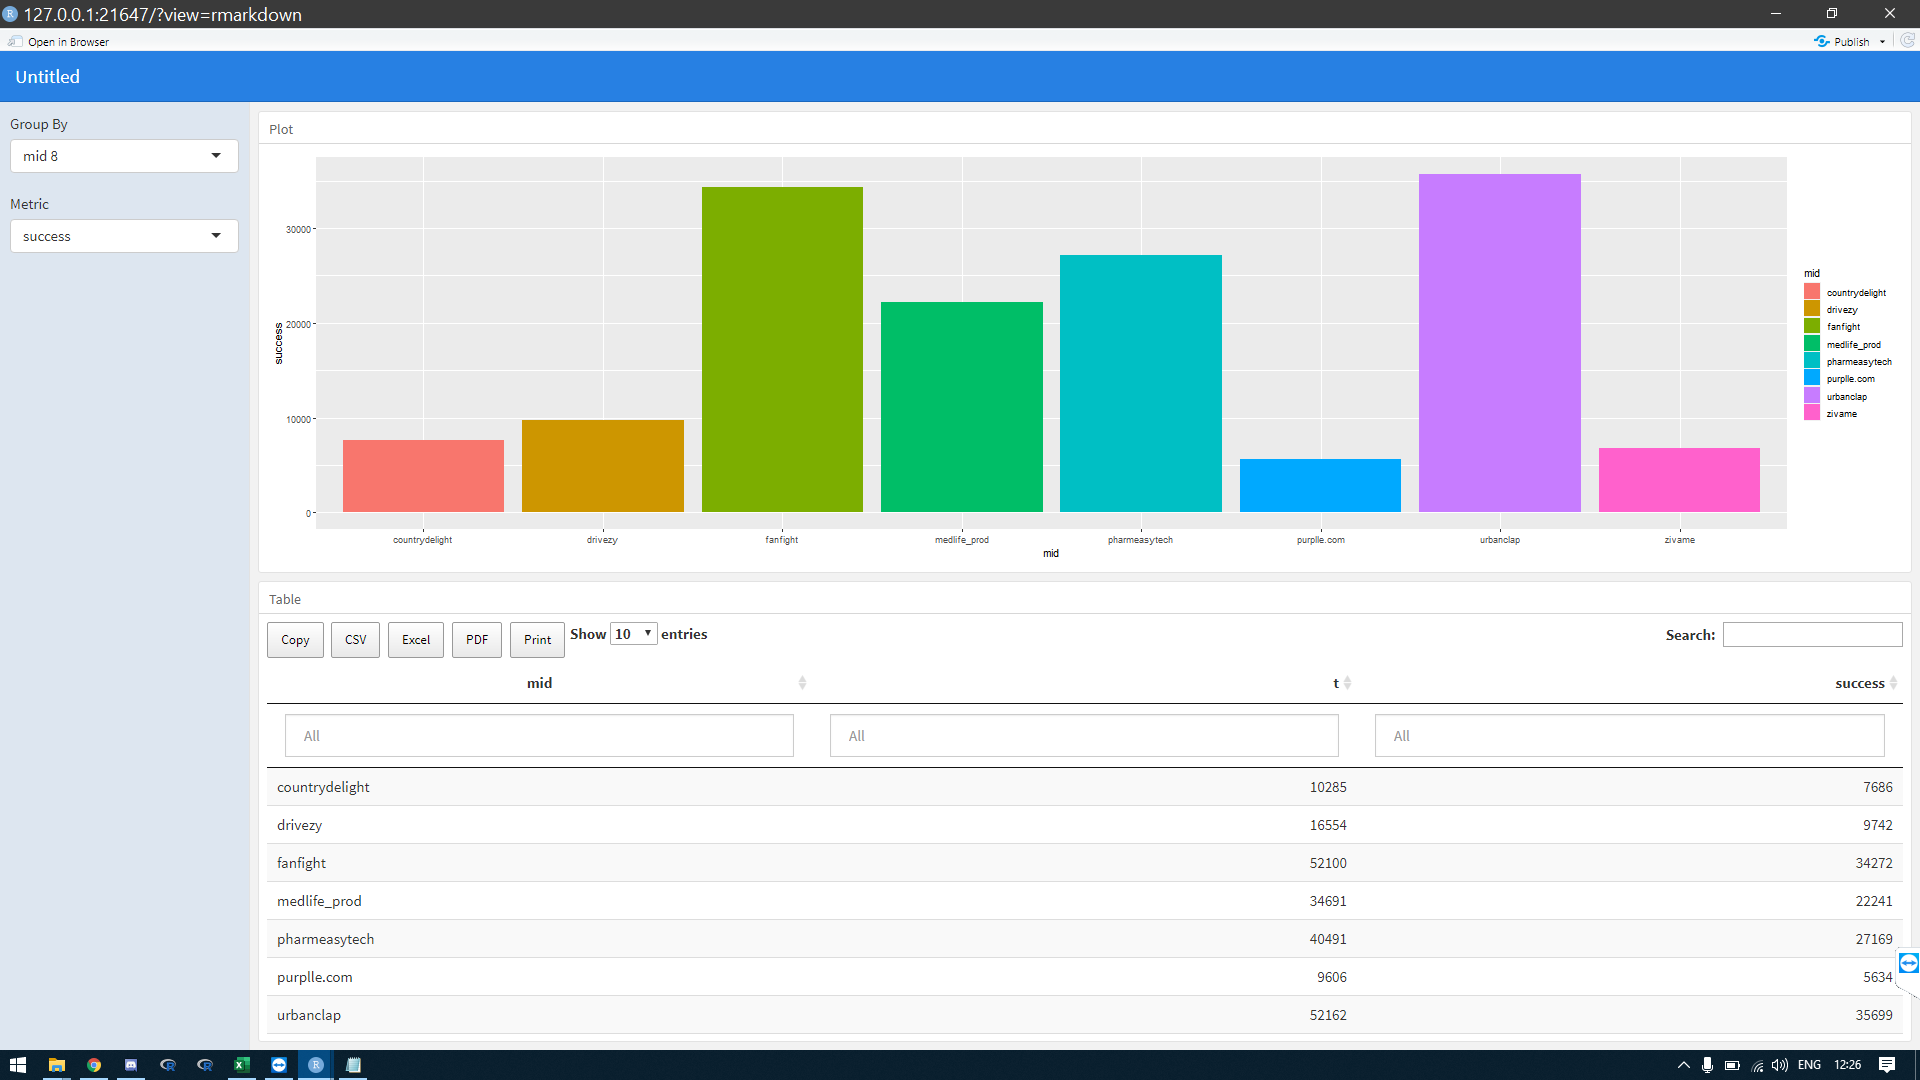 127.0.0.1:21647/?view=rmarkdown
Open in Browser
Publish
Untitled
Group By
mid 8
Metric
success
Plot
30000
20000
10000
0
success
countrydelight drivezy fanfight medlife_prod pharmeasytech purplle.com urbanclap zivame
mid
mid
countrydelight
drivezy
fanfight
medlife_prod
pharmeasytech
purplle.com
urbanclap
zivame
Table
Copy CSV Excel PDF Print Show 10 entries Search:
mid t success
All All All
countrydelight 10285 7686
drivezy 16554 9742
fanfight 52100 34272
medlife_prod 34691 22241
pharmeasytech 40491 27169
purplle.com 9606 5634
urbanclap 52162 35699
ENG 12:26